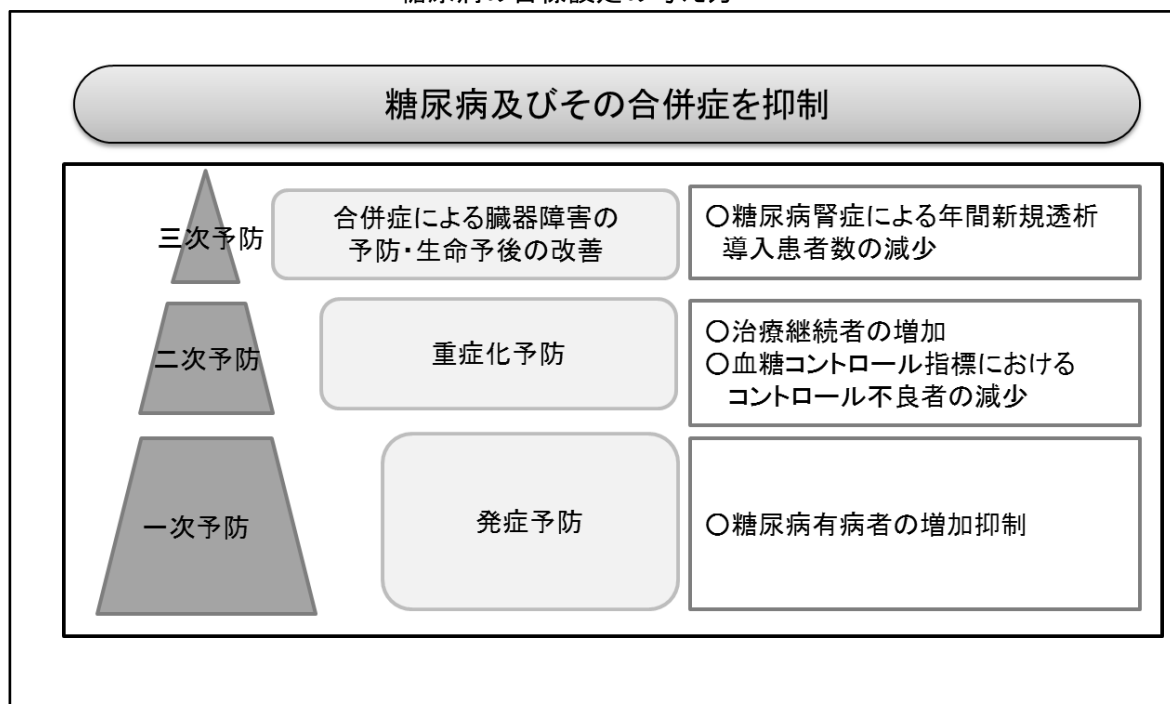 糖尿病及びその合併症を抑制
三次予防
合併症による臓器障害の
予防・生命予後の改善
○糖尿病腎症による年間新規透析
導入患者数の減少
二次予防
重症化予防
○治療継続者の増加
○血糖コントロール指標における
コントロール不良者の減少
一次予防
発症予防
○糖尿病有病者の増加抑制